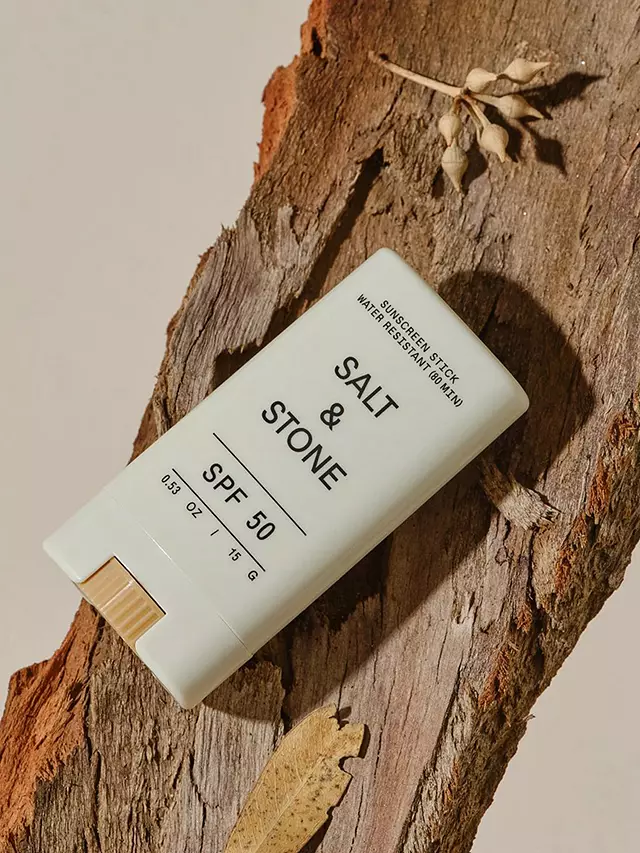 SUNSCREEN STICK
WATER RESISTANT (80 MIN)
SALT
&
STONE
SPF 50
0.53 OZ / 15 G